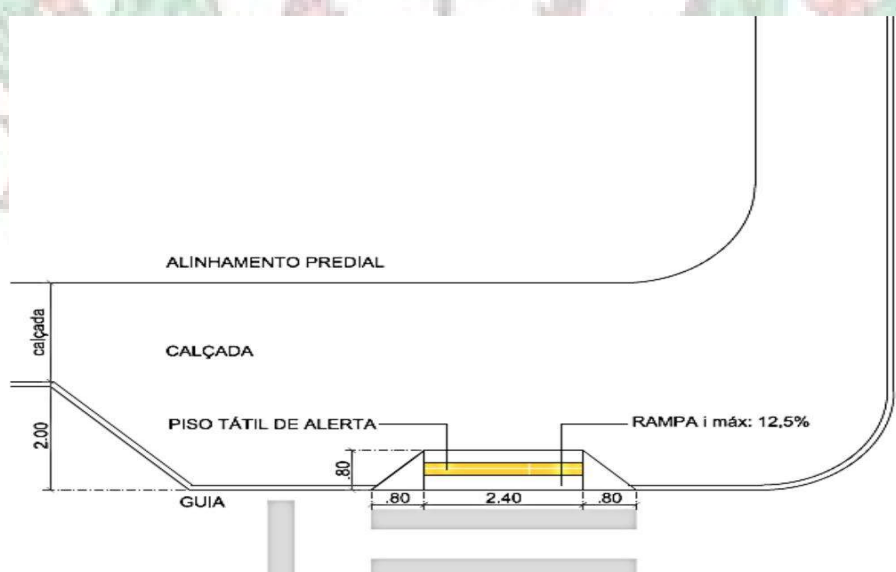 ALINHAMENTO PREDIAL
calçada
CALÇADA
2.00
PISO TÁTIL DE ALERTA
RAMPA i máx: 12,5%
.80
GUIA
.80
2.40
.80